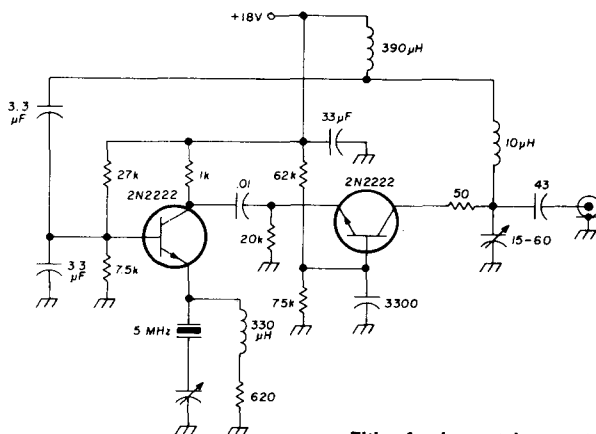 +18V
390µH
3.3
µF
33µF
10µH
27k
1k
62k
2N2222
.01
2N2222
50
43
20k
15-60
3.3
µF
7.5k
75k
3300
5 MHz
330
µH
620